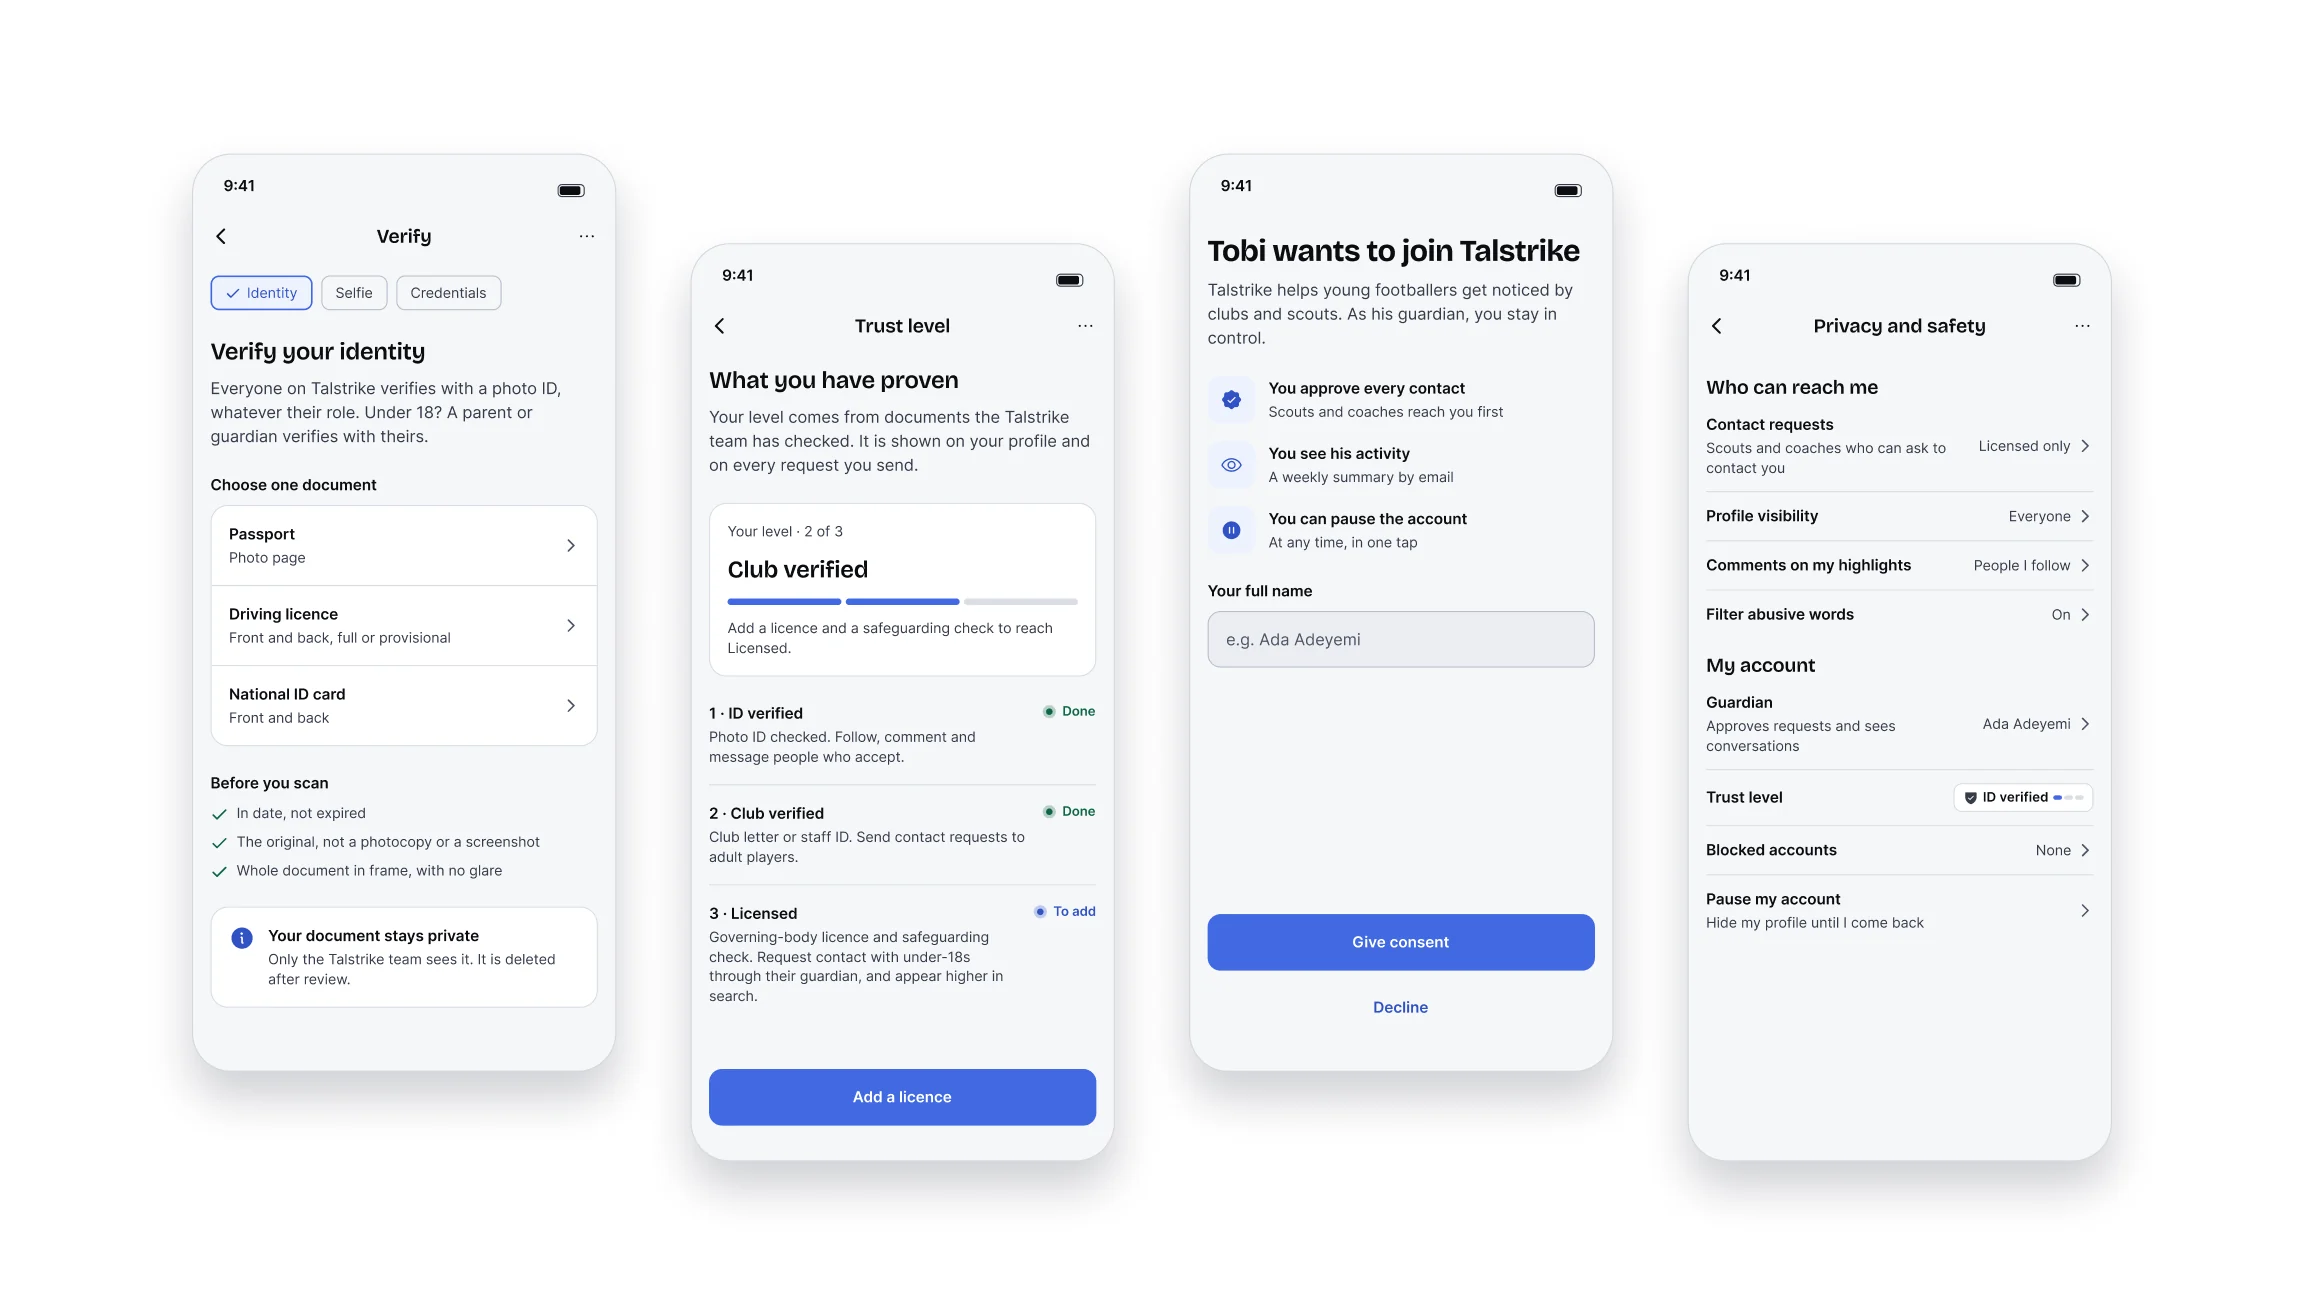 9:41
Verify
Identity
Selfie
Credentials
Verify your identity
Everyone on Talstrike verifies with a photo ID,
whatever their role. Under 18? A parent or
guardian verifies with theirs.
Choose one document
Passport
Photo page
Driving licence
Front and back, full or provisional
National ID card
Front and back
Before you scan
In date, not expired
The original, not a photocopy or a screenshot
Whole document in frame, with no glare
Your document stays private
Only the Talstrike team sees it. It is deleted
after review.
9:41
Trust level
What you have proven
Your level comes from documents the Talstrike
team has checked. It is shown on your profile and
on every request you send.
Your level · 2 of 3
Club verified
Add a licence and a safeguarding check to reach
Licensed.
1 · ID verified
Done
Photo ID checked. Follow, comment and
message people who accept.
2 · Club verified
Done
Club letter or staff ID. Send contact requests to
adult players.
3 · Licensed
To add
Governing-body licence and safeguarding
check. Request contact with under-18s
through their guardian, and appear higher in
search.
Add a licence
9:41
Tobi wants to join Talstrike
Talstrike helps young footballers get noticed by
clubs and scouts. As his guardian, you stay in
control.
You approve every contact
Scouts and coaches reach you first
You see his activity
A weekly summary by email
You can pause the account
At any time, in one tap
Your full name
e.g. Ada Adeyemi
Give consent
Decline
9:41
Privacy and safety
Who can reach me
Contact requests
Scouts and coaches who can ask to
contact you
Licensed only
Profile visibility
Everyone
Comments on my highlights
People I follow
Filter abusive words
On
My account
Guardian
Approves requests and sees
conversations
Ada Adeyemi
Trust level
ID verified
Blocked accounts
None
Pause my account
Hide my profile until I come back